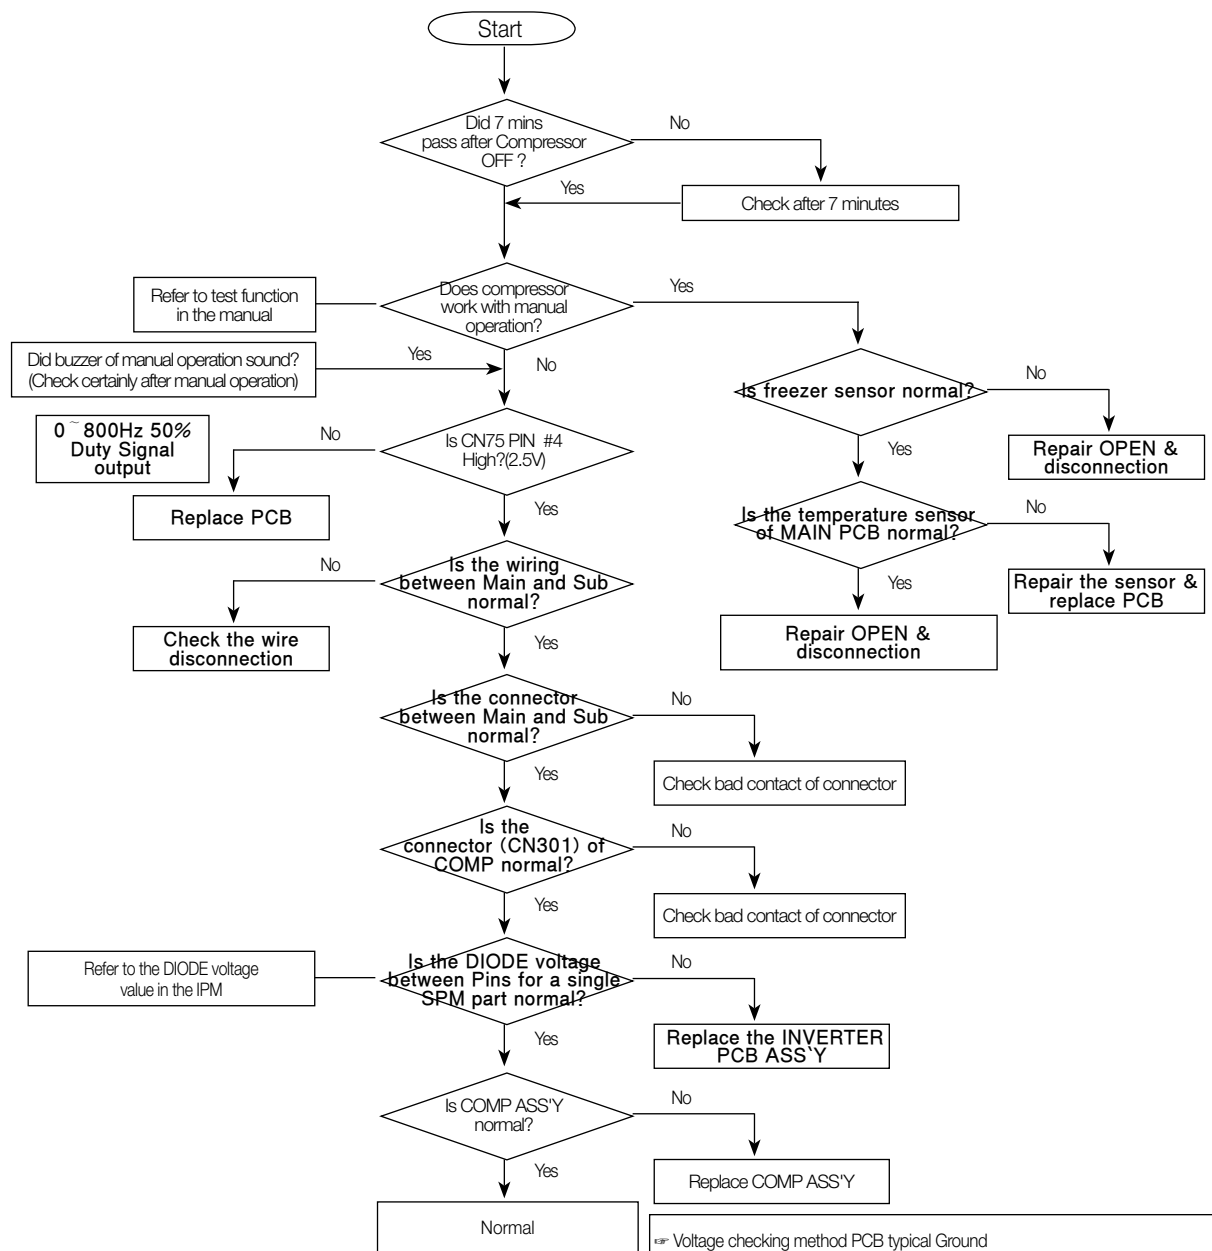 Start
Did 7 mins
pass after Compressor
OFF ?
No
Yes
Check after 7 minutes
Refer to test function
in the manual
Does compressor
work with manual
operation?
Yes
Did buzzer of manual operation sound?
(Check certainly after manual operation)
Yes
No
Is freezer sensor normal?
No
0~800Hz 50%
Duty Signal
output
No
Is CN75 PIN #4
High?(2.5V)
Yes
Repair OPEN &
disconnection
Replace PCB
Yes
Is the temperature sensor
of MAIN PCB normal?
No
No
Is the wiring
between Main and Sub
normal?
Yes
Repair the sensor &
replace PCB
Check the wire
disconnection
Yes
Repair OPEN &
disconnection
Is the connector
between Main and Sub
normal?
No
Yes
Check bad contact of connector
Is the
connector (CN301) of
COMP normal?
No
Yes
Check bad contact of connector
Refer to the DIODE voltage
value in the IPM
Is the DIODE voltage
between Pins for a single
SPM part normal?
No
Yes
Replace the INVERTER
PCB ASS`Y
Is COMP ASS'Y
normal?
No
Yes
Replace COMP ASS'Y
Normal
☞ Voltage checking method PCB typical Ground